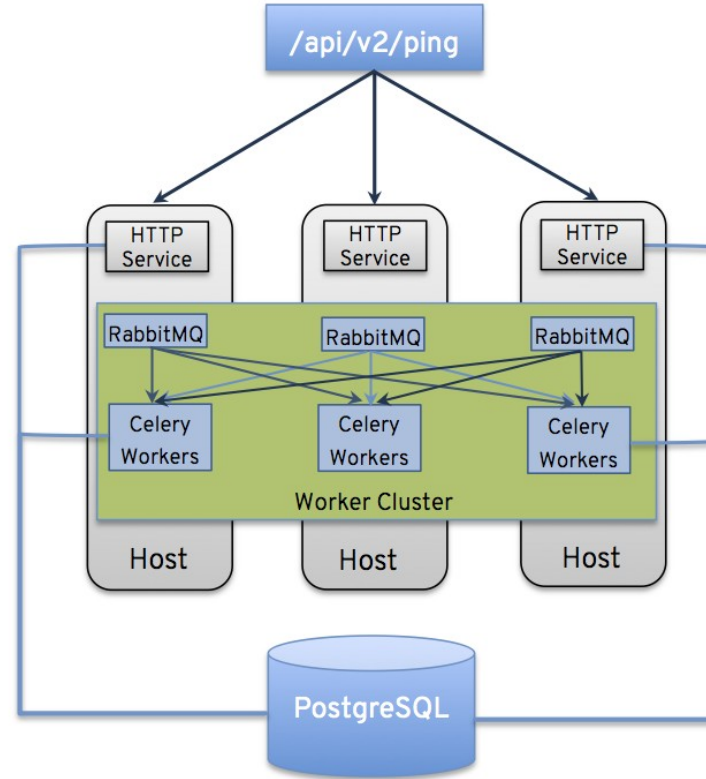 /api/v2/ping
HTTP
Service
HTTP
Service
HTTP
Service
RabbitMQ
RabbitMQ
RabbitMQ
Celery
Workers
Celery
Workers
Celery
Workers
Worker Cluster
Host
Host
Host
PostgreSQL